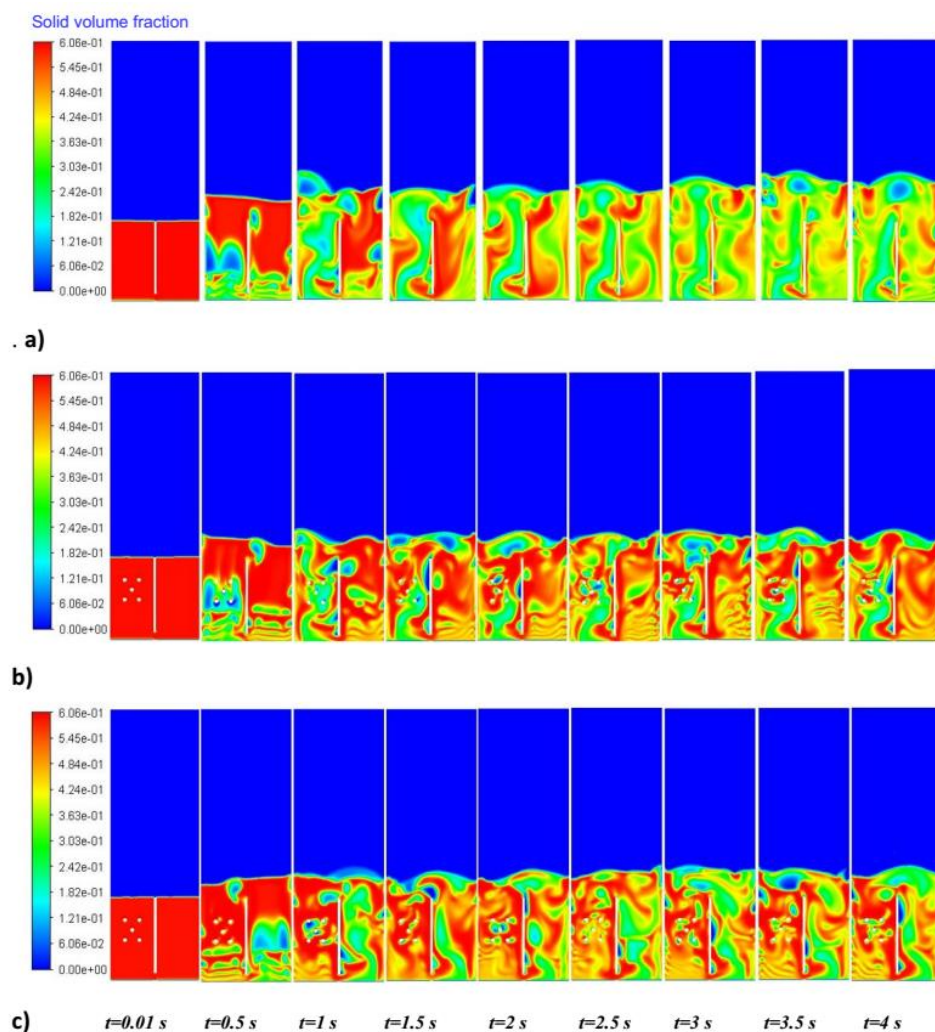 Solid volume fraction
6.06e-01
5.45e-01
4.84e-01
4.24e-01
3.63e-01
3.03e-01
2.42e-01
1.82e-01
1.21e-01
6.06e-02
0.00e+00
. a)
6.06e-01
5.45e-01
4.84e-01
4.24e-01
3.63e-01
3.03e-01
2.42e-01
1.82e-01
1.21e-01
6.06e-02
0.00e+00
b)
6.06e-01
5.45e-01
4.84e-01
4.24e-01
3.63e-01
3.03e-01
2.42e-01
1.82e-01
1.21e-01
6.06e-02
0.00e+00
c) t=0.01 s t=0.5 s t=1 s t=1.5 s t=2 s t=2.5 s t=3 s t=3.5 s t=4 s